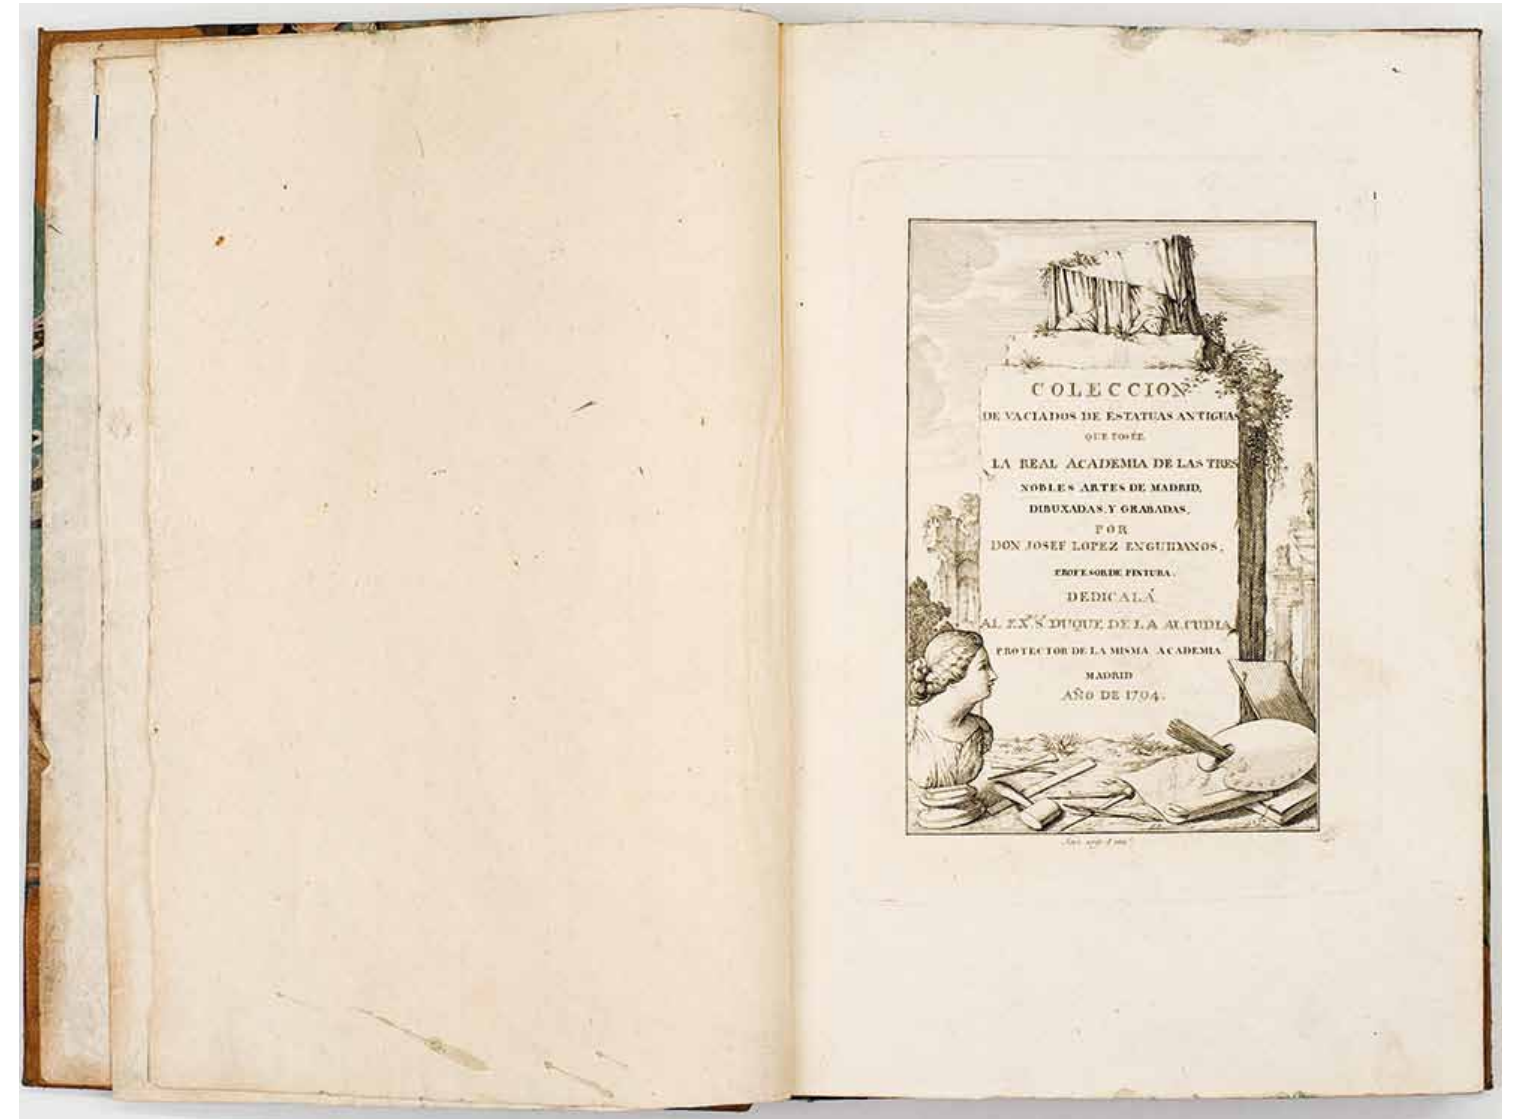 1
COLECCION
DE VACIADOS DE ESTATUAS ANTIGUAS
QUE POSÉE
LA REAL ACADEMIA DE LAS TRES
NOBLES ARTES DE MADRID,
DIBUXADAS, Y GRABADAS,
POR
DON JOSEF LOPEZ ENGUIDANOS,
PROFESOR DE PINTURA.
DEDICALÁ
AL EX. S. DUQUE DE LA ALCUDIA,
PROTECTOR DE LA MISMA ACADEMIA
MADRID
AÑO DE 1794.